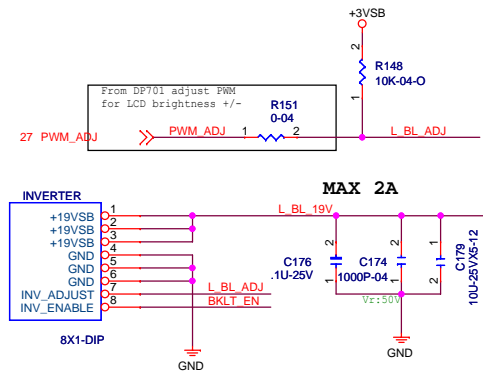 +3VSB
2
R148
10K-04-O
1
From DP701 adjust PWM
for LCD brightness +/-
R151
0-04
27 PWM_ADJ
PWM_ADJ
1
2
L_BL_ADJ
MAX 2A
INVERTER
+19VSB 1
+19VSB 2
+19VSB 3
GND 4
GND 5
GND 6
INV_ADJUST 7
INV_ENABLE 8
8X1-DIP
L_BL_19V
L_BL_ADJ
BKLT_EN
GND
2
C176
.1U-25V
1
2
C174
1000P-04
1
Vr:50V
1
C179
10U-25VX5-12
2
GND